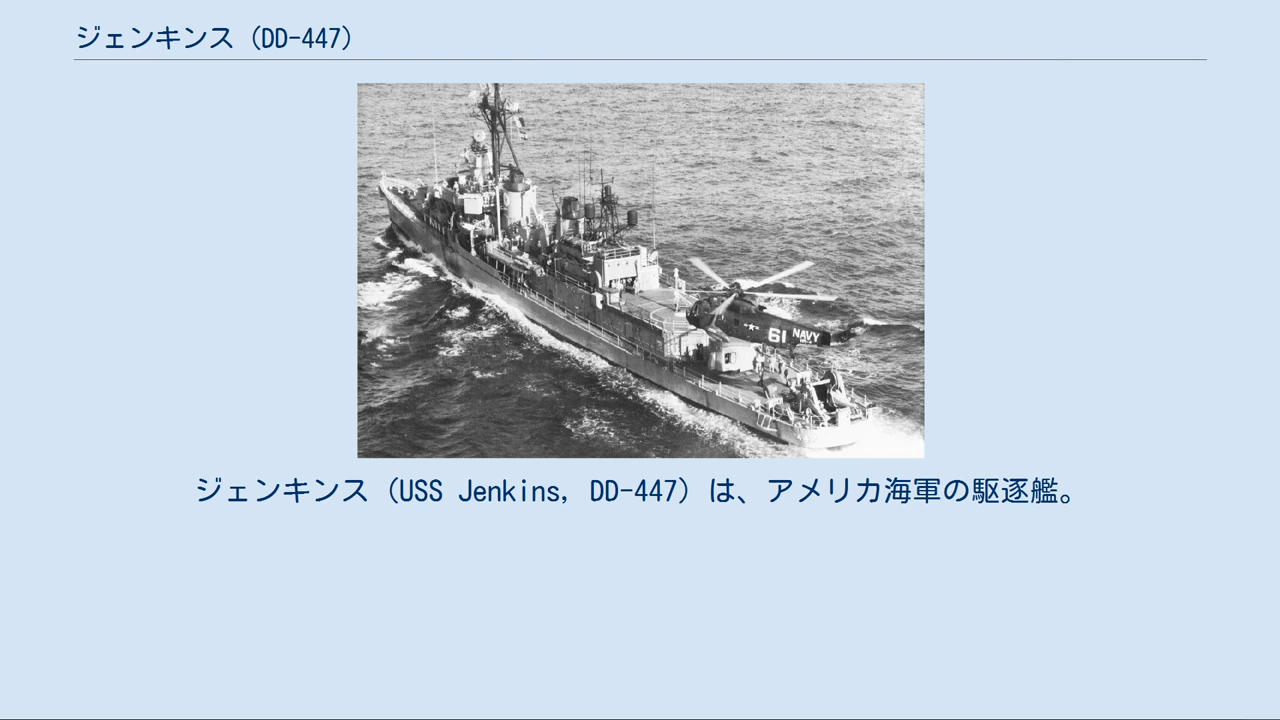 ジェンキンス (DD-447)
61 NAVY
ジェンキンス (USS Jenkins, DD-447) は、アメリカ海軍の駆逐艦。